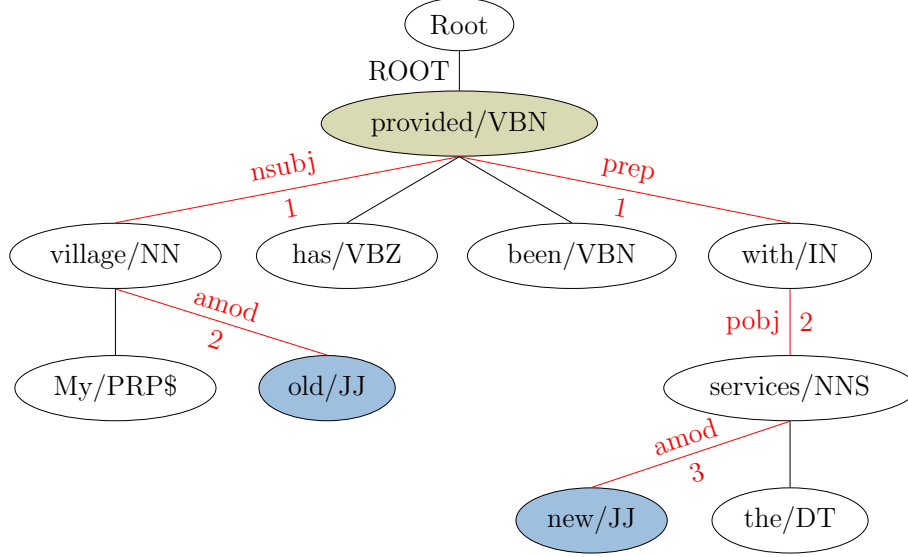 Root
ROOT
provided/VBN
nsubj
prep
1
1
village/NN
has/VBZ
been/VBN
with/IN
amod
2
pobj
2
My/PRP$
old/JJ
services/NNS
amod
3
new/JJ
the/DT